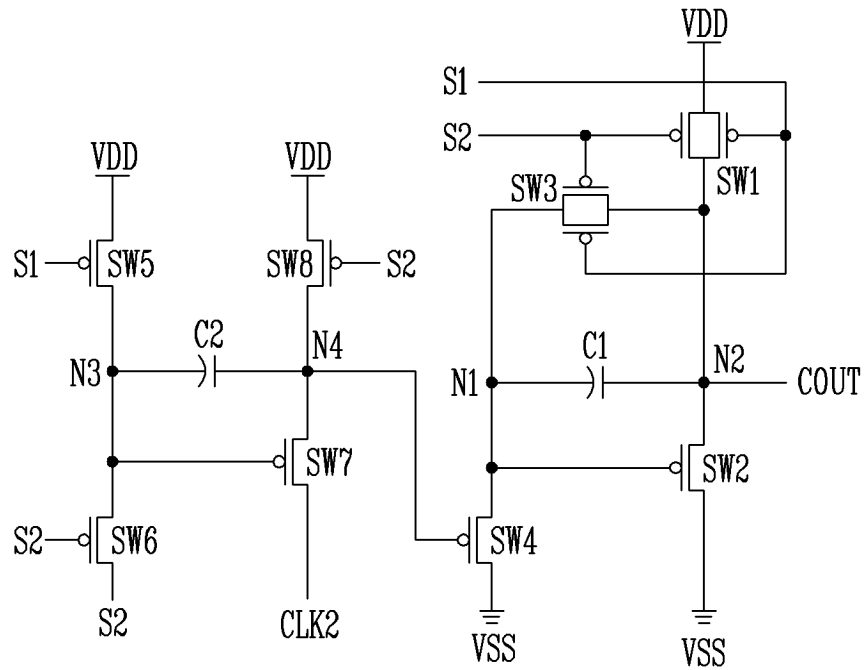 VDD
S1
S2
SW1
SW3
VDD
VDD
S1
SW5
SW8
S2
C2
N3
N4
C1
N1
N2
COUT
SW7
SW2
S2
SW6
SW4
S2
CLK2
VSS
VSS